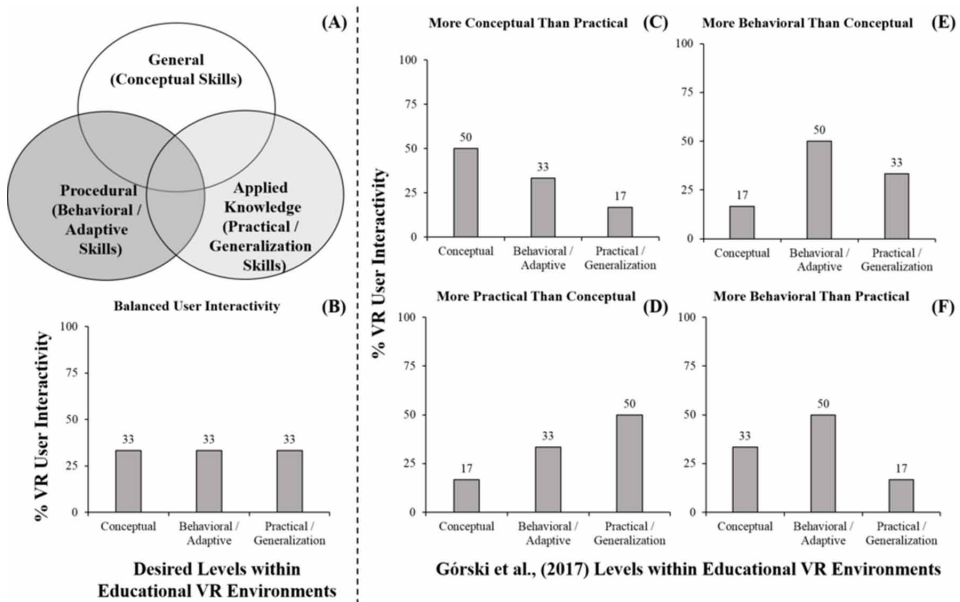 (A)
General
(Conceptual Skills)
Procedural
(Behavioral /
Adaptive
Skills)
Applied
Knowledge
(Practical /
Generalization
Skills)
Balanced User Interactivity
(B)
% VR User Interactivity
100
75
50
25
0
33
33
33
Conceptual
Behavioral /
Adaptive
Practical /
Generalization
Desired Levels within
Educational VR Environments
% VR User Interactivity
More Conceptual Than Practical
(C)
100
75
50
25
0
50
33
17
Conceptual
Behavioral /
Adaptive
Practical /
Generalization
More Practical Than Conceptual
(D)
100
75
50
25
0
17
33
50
Conceptual
Behavioral /
Adaptive
Practical /
Generalization
More Behavioral Than Conceptual
(E)
100
75
50
25
0
17
50
33
Conceptual
Behavioral /
Adaptive
Practical /
Generalization
More Behavioral Than Practical
(F)
100
75
50
25
0
33
50
17
Conceptual
Behavioral /
Adaptive
Practical /
Generalization
Górski et al., (2017) Levels within Educational VR Environments